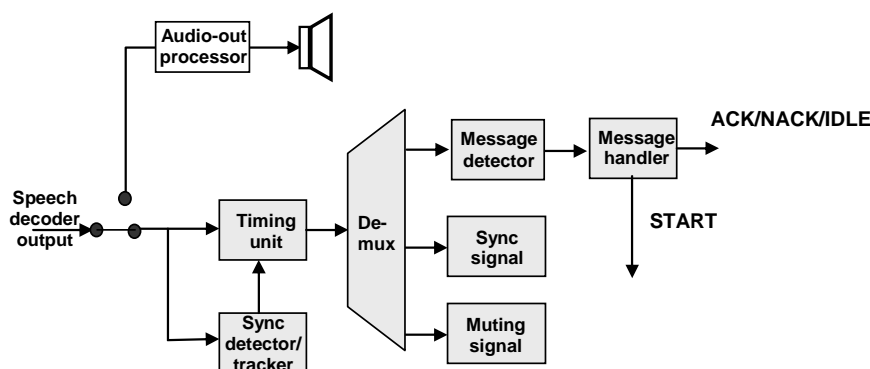 Audio-out
processor
Message
detector
Message
handler
ACK/NACK/IDLE
Speech
decoder
output
Timing
unit
De-
mux
START
Sync
signal
Sync
detector/
tracker
Muting
signal